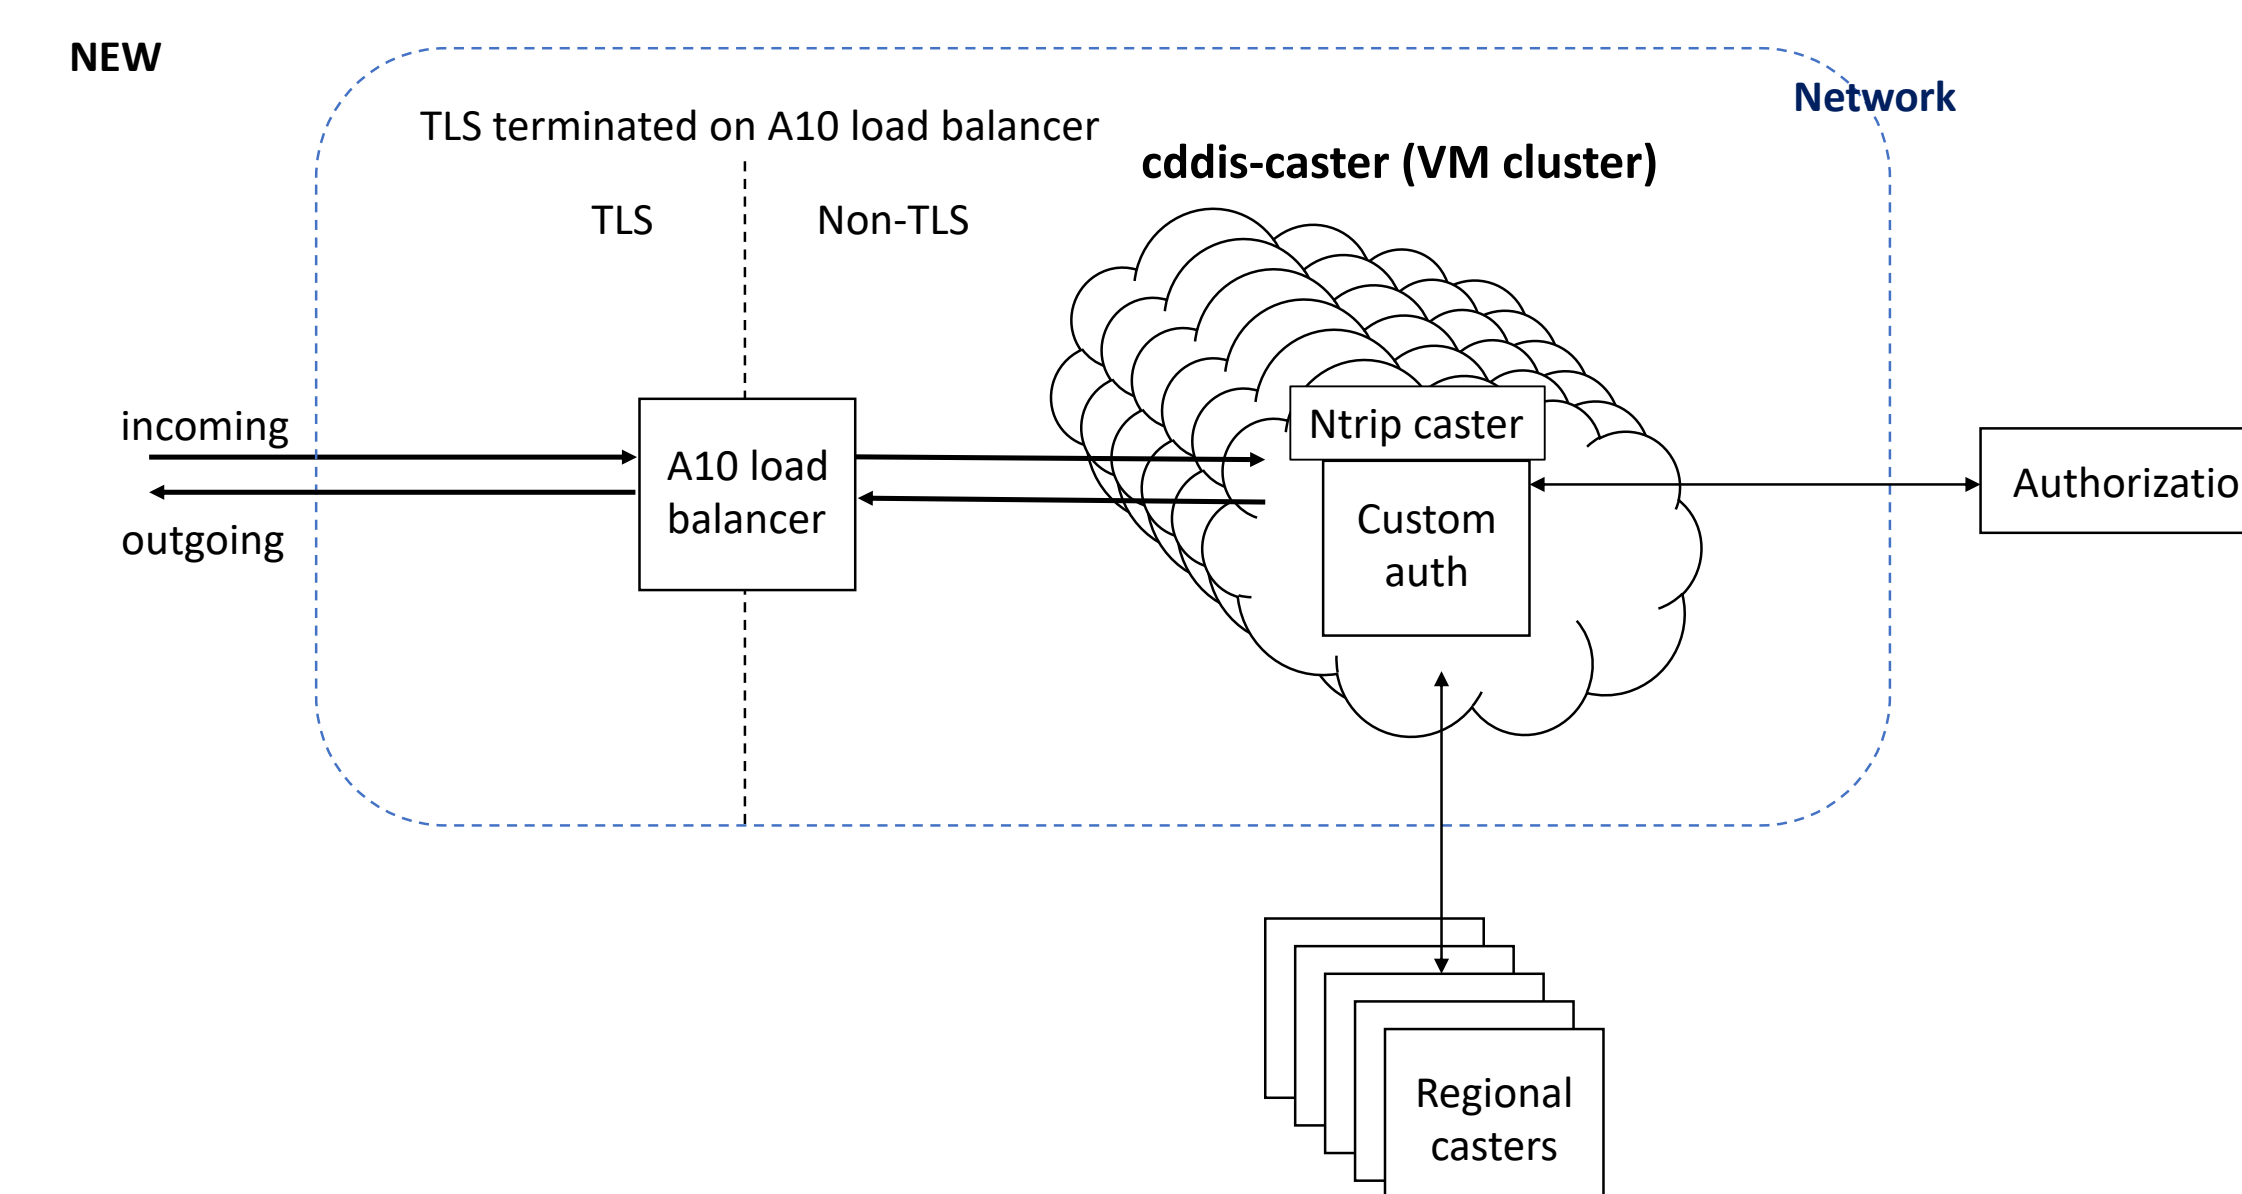 NEW
Network
TLS terminated on A10 load balancer
cddis-caster (VM cluster)
TLS
Non-TLS
incoming
outgoing
A10 load
balancer
Ntrip caster
Custom
auth
Authorizatio
Regional
casters